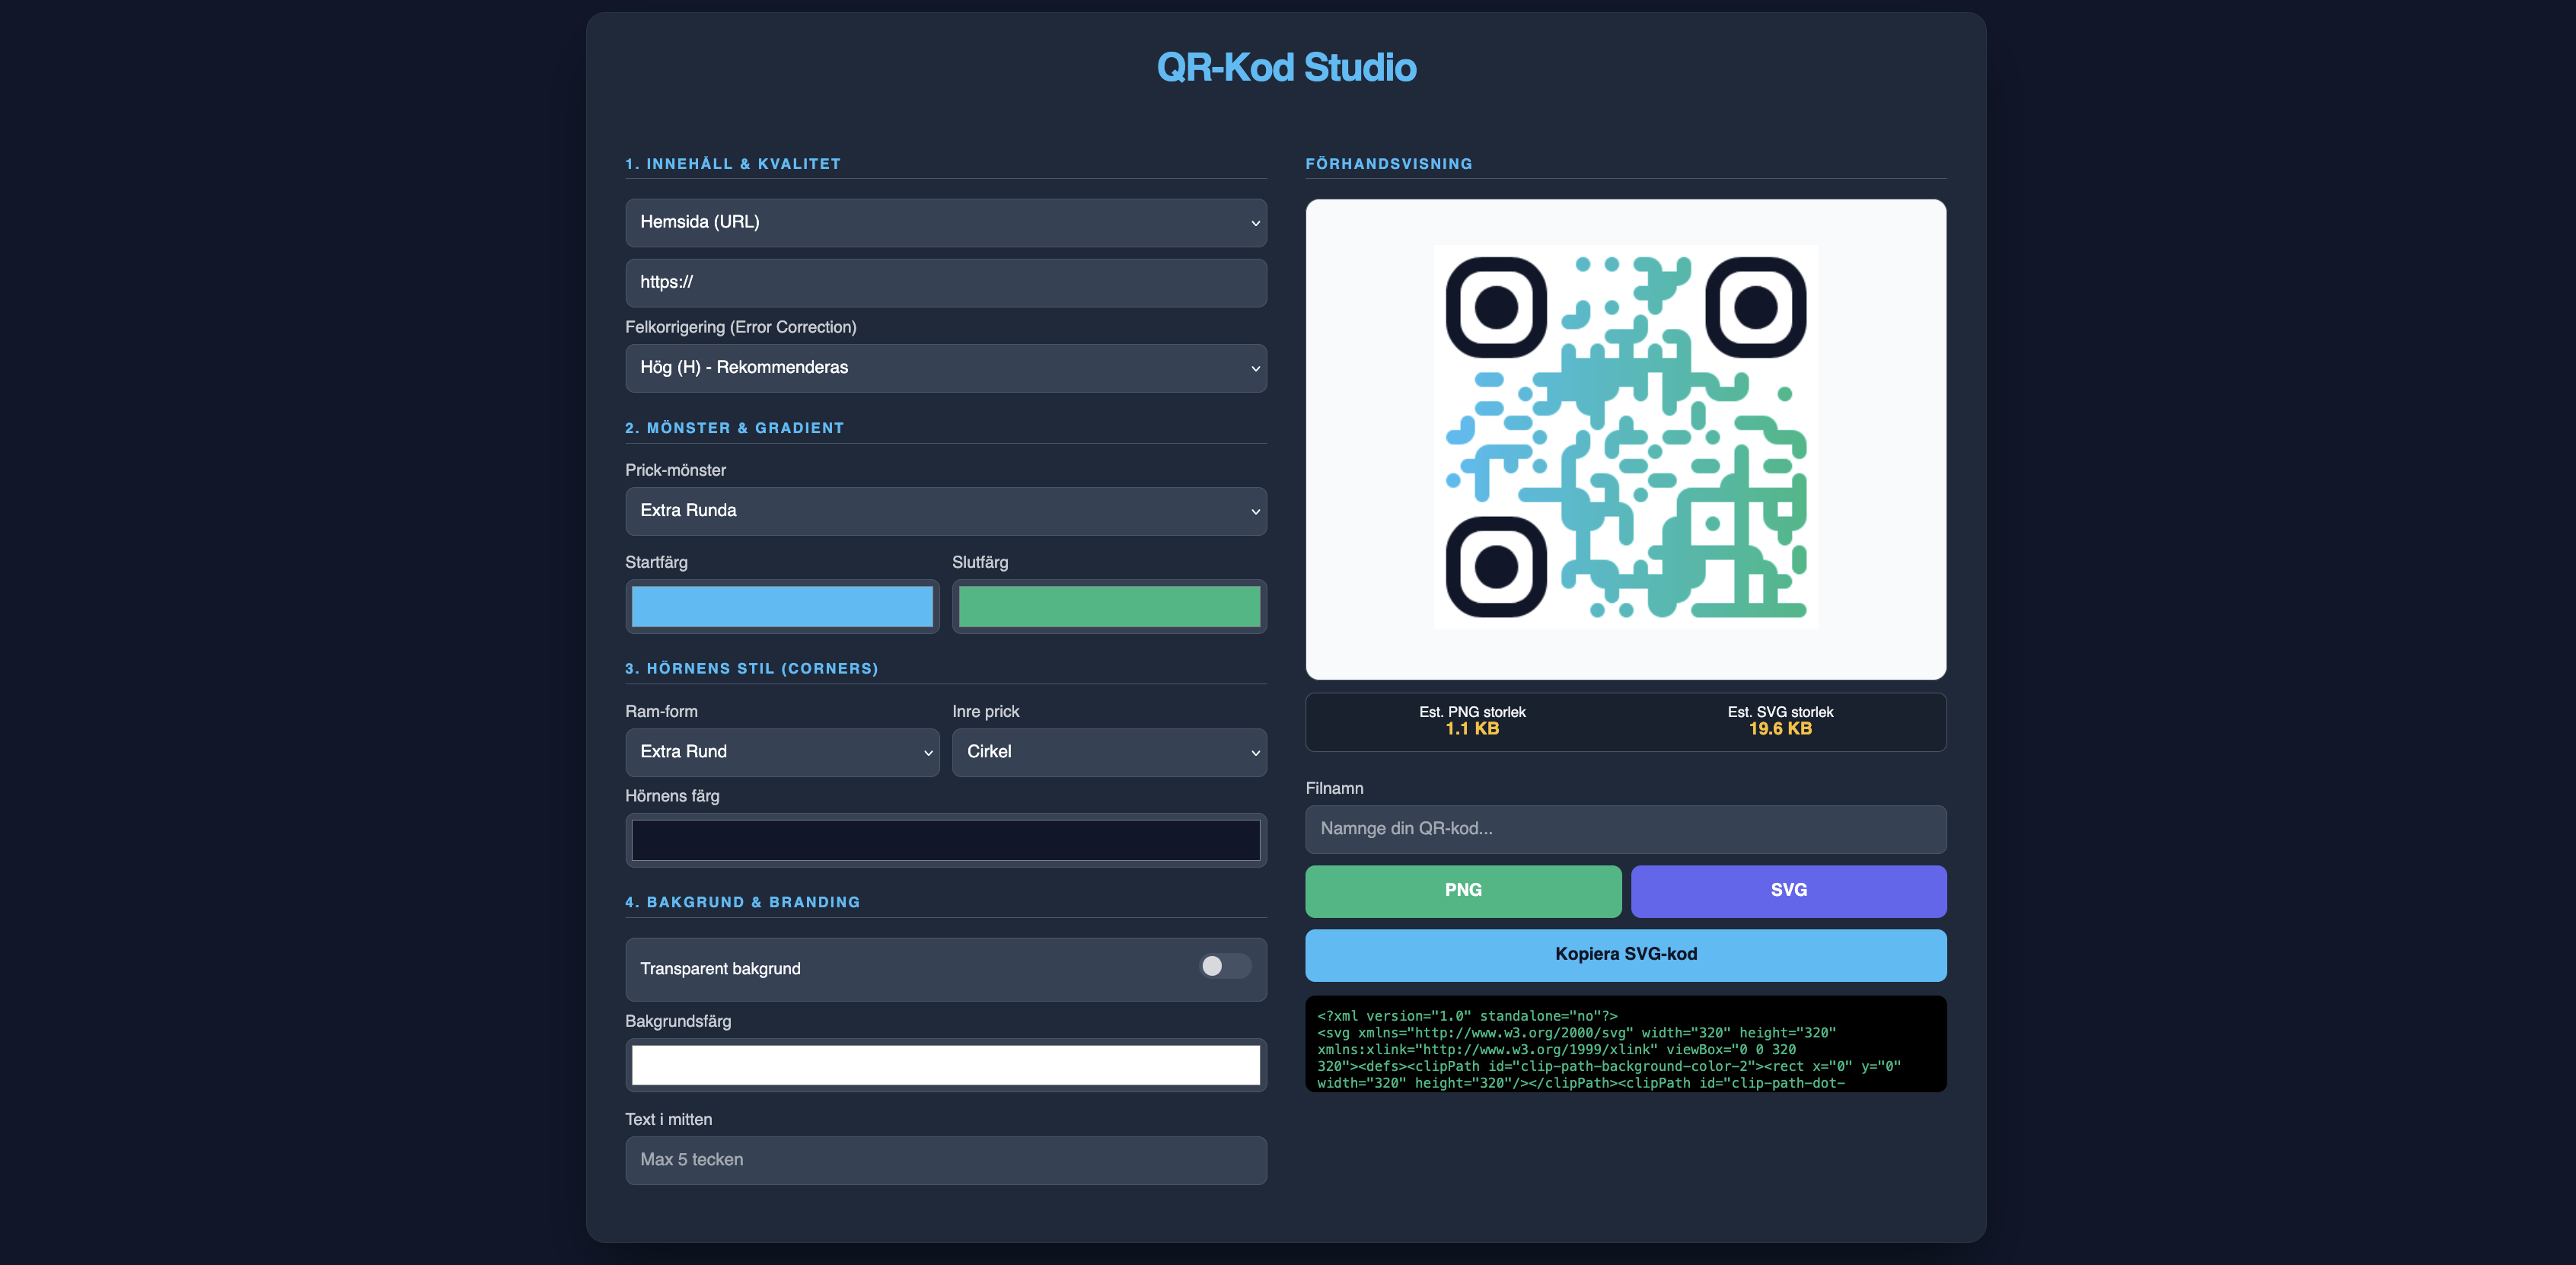 QR-Kod Studio
1. INNEHÅLL & KVALITET
Hemsida (URL)
https://
Felkorrigering (Error Correction)
Hög (H) - Rekommenderas
2. MÖNSTER & GRADIENT
Prick-mönster
Extra Runda
Startfärg
Slutfärg
3. HÖRNENS STIL (CORNERS)
Ram-form
Inre prick
Extra Rund
Cirkel
Hörnens färg
4. BAKGRUND & BRANDING
Transparent bakgrund
Bakgrundsfärg
Text i mitten
Max 5 tecken
FÖRHANDSVISNING
Est. PNG storlek
1.1 KB
Est. SVG storlek
19.6 KB
Filnamn
Namnge din QR-kod...
PNG
SVG
Kopiera SVG-kod
<?xml version="1.0" standalone="no"?>
<svg xmlns="http://www.w3.org/2000/svg" width="320" height="320"
xmlns:xlink="http://www.w3.org/1999/xlink" viewBox="0 0 320
320"><defs><clipPath id="clip-path-background-color-2"><rect x="0" y="0"
width="320" height="320"/></clipPath><clipPath id="clip-path-dot-